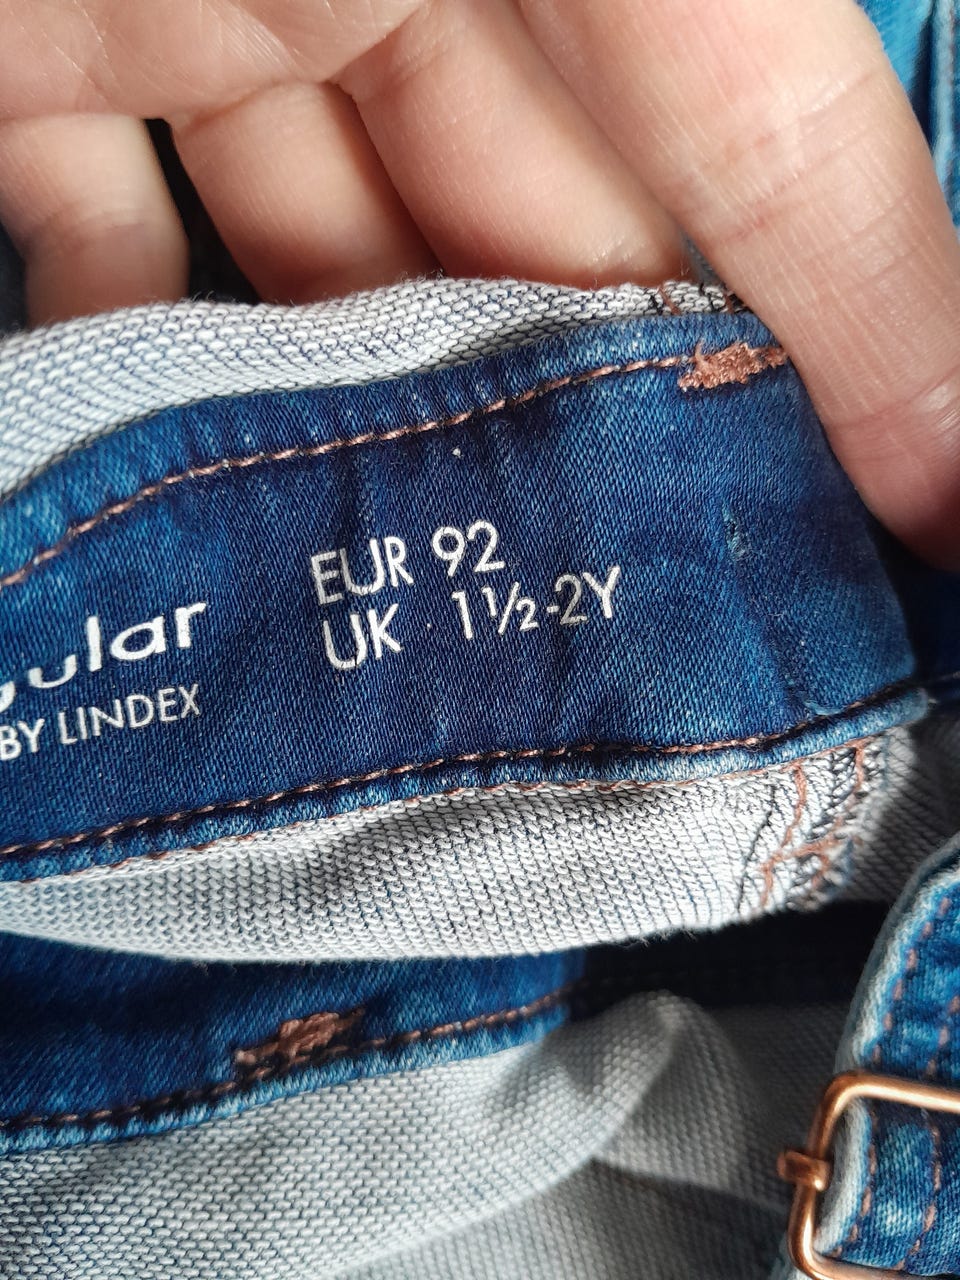 BY LINDEX
EUR 92
UK 1½-2Y